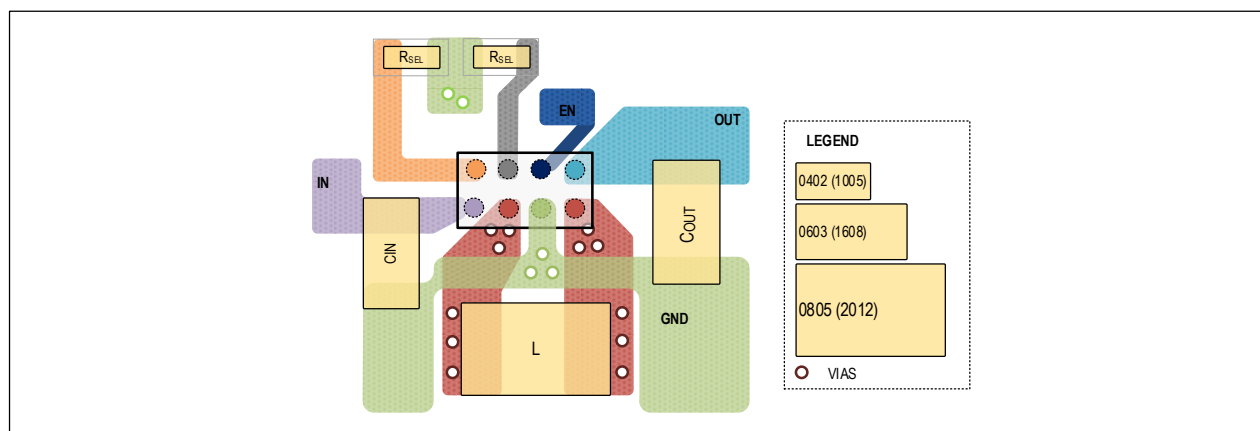 RSEL
RSEL
EN
OUT
IN
CIN
COUT
GND
L
LEGEND
0402 (1005)
0603 (1608)
0805 (2012)
VIAS